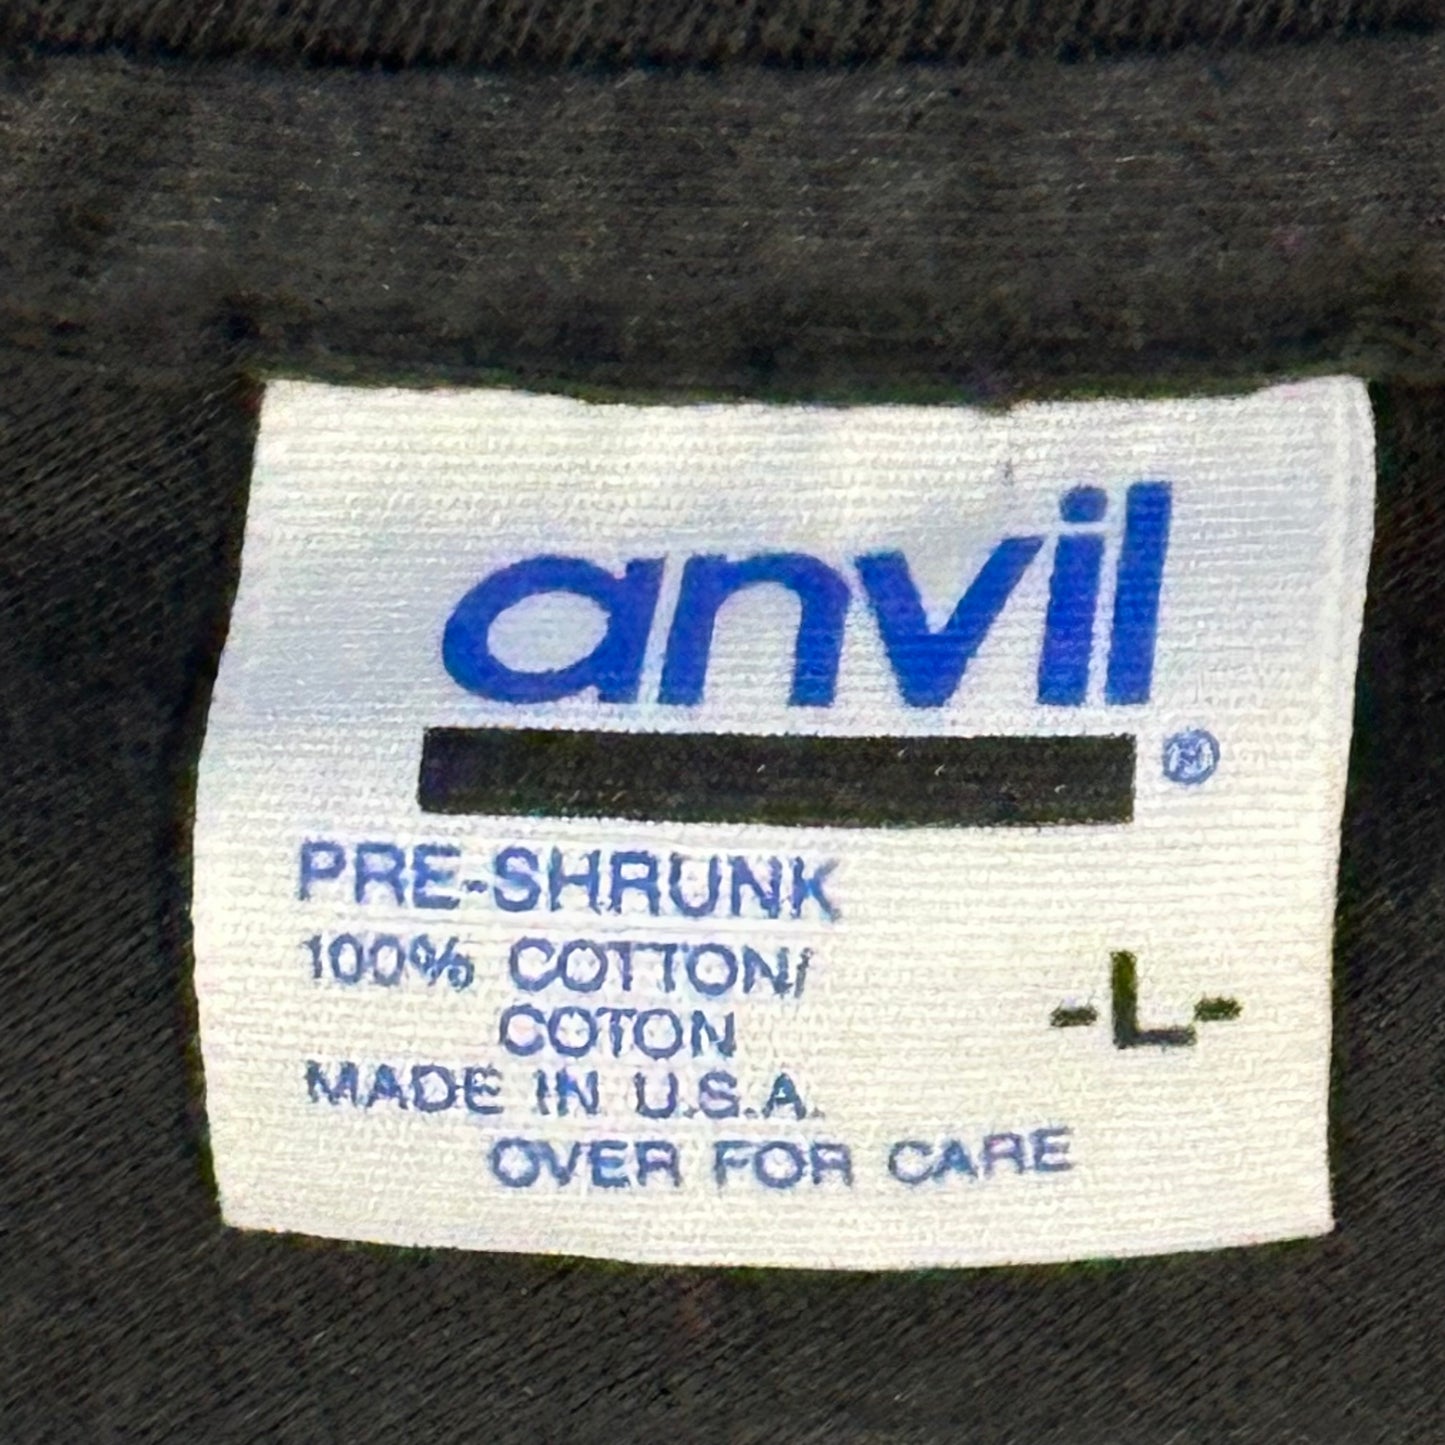 anvil
®
PRE-SHRUNK
100% COTTON/
COTON
-L-
MADE IN U.S.A.
OVER FOR CARE